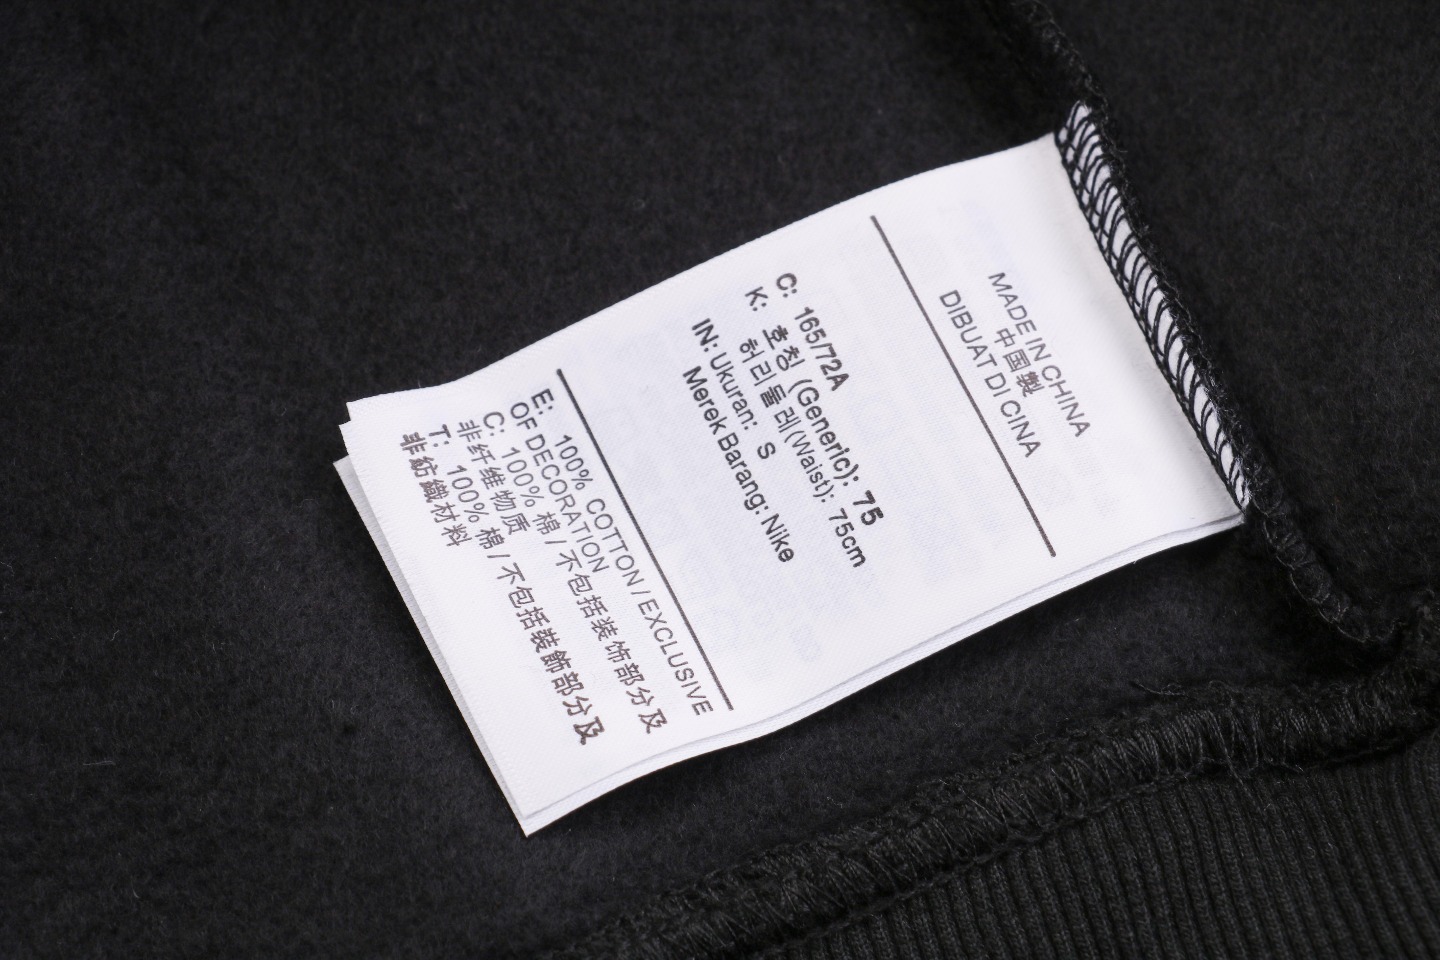 MADE IN CHINA
中国製
DIBUAT DI CINA
C: 165/72A
K: 호칭 (Generic): 75
허리둘레(Waist): 75cm
IN: Ukuran: S
Merek Barang: Nike
E: 100% COTTON / EXCLUSIVE
OF DECORATION
C: 100% 棉 / 不包括装饰部分及
非纤维物质
T: 100% 棉 / 不包括裝飾部分及
非紡織材料